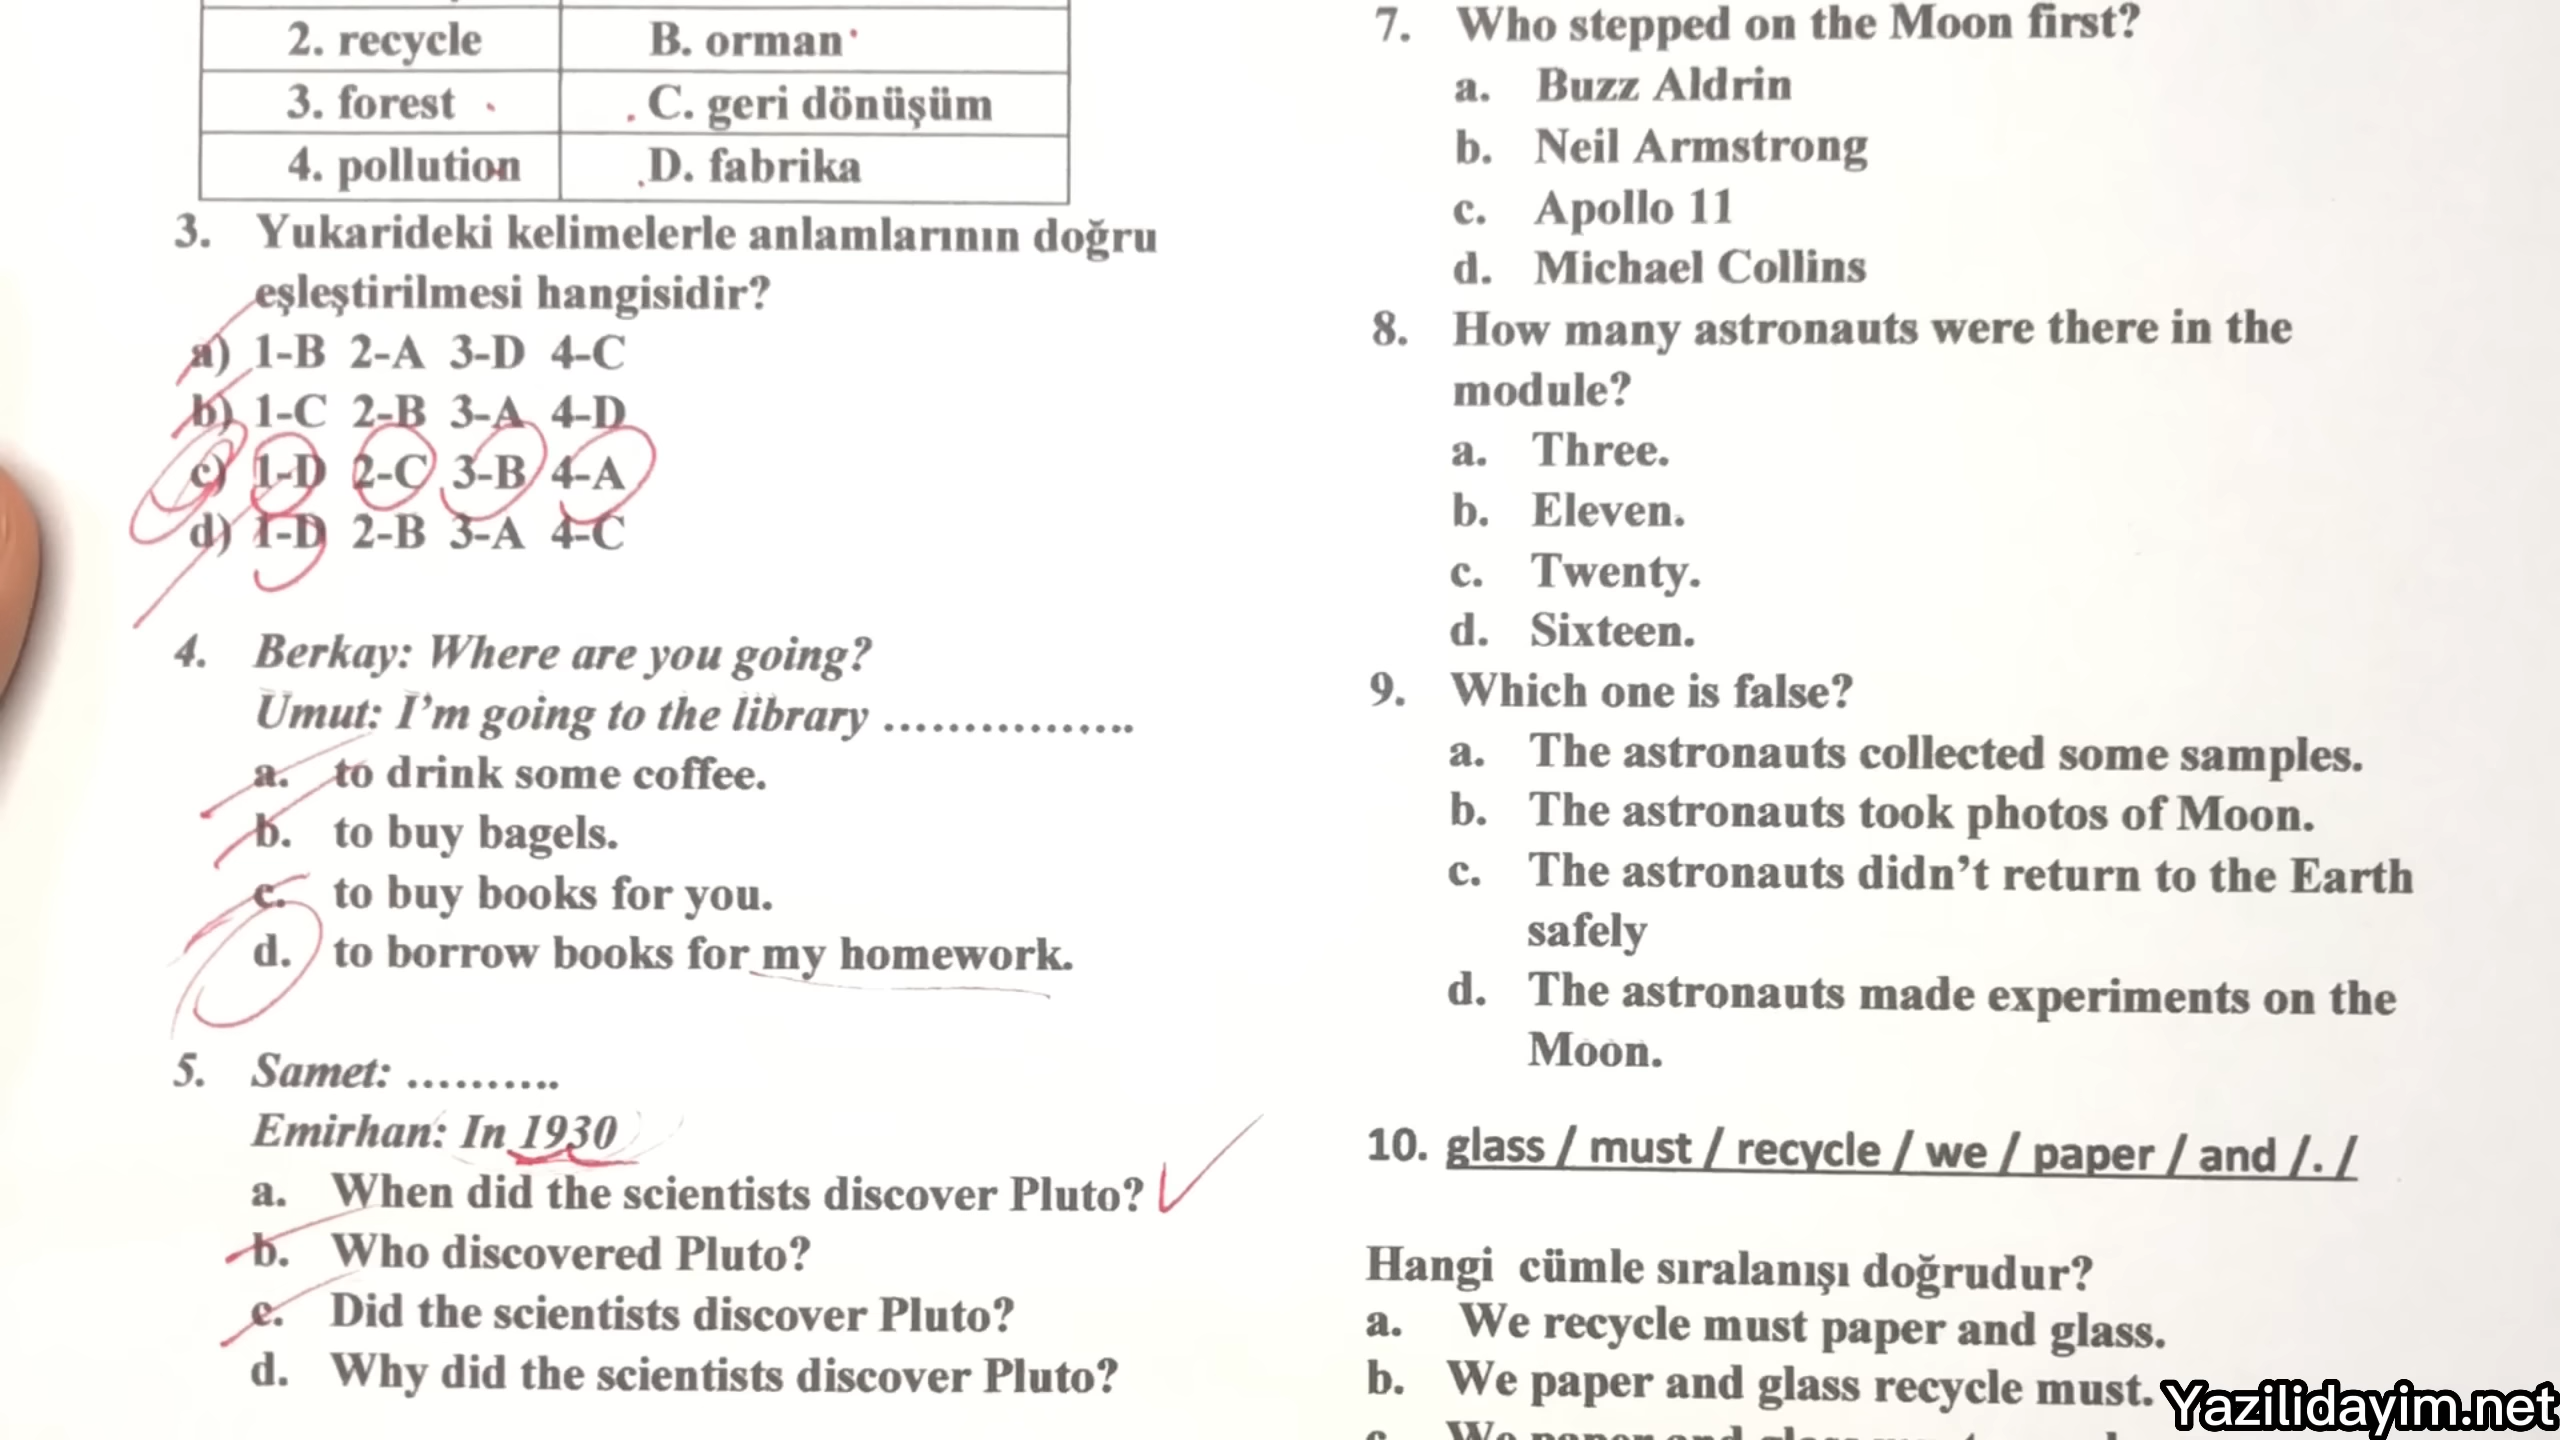 2. recycle B. orman
3. forest C. geri dönüşüm
4. pollution D. fabrika
3. Yukarideki kelimelerle anlamlarının doğru
eşleştirilmesi hangisidir?
a) 1-B 2-A 3-D 4-C
b) 1-C 2-B 3-A 4-D
c) 1-D 2-C 3-B 4-A
d) 1-D 2-B 3-A 4-C
4. Berkay: Where are you going?
Umut: I'm going to the library ................
a. to drink some coffee.
b. to buy bagels.
c. to buy books for you.
d. to borrow books for my homework.
5. Samet: ..........
Emirhan: In 1930
a. When did the scientists discover Pluto?
b. Who discovered Pluto?
c. Did the scientists discover Pluto?
d. Why did the scientists discover Pluto?
7. Who stepped on the Moon first?
a. Buzz Aldrin
b. Neil Armstrong
c. Apollo 11
d. Michael Collins
8. How many astronauts were there in the
module?
a. Three.
b. Eleven.
c. Twenty.
d. Sixteen.
9. Which one is false?
a. The astronauts collected some samples.
b. The astronauts took photos of Moon.
c. The astronauts didn't return to the Earth
safely
d. The astronauts made experiments on the
Moon.
10. glass / must / recycle / we / paper / and /. /
Hangi cümle sıralanışı doğrudur?
a. We recycle must paper and glass.
b. We paper and glass recycle must.
Yazilidayim.net